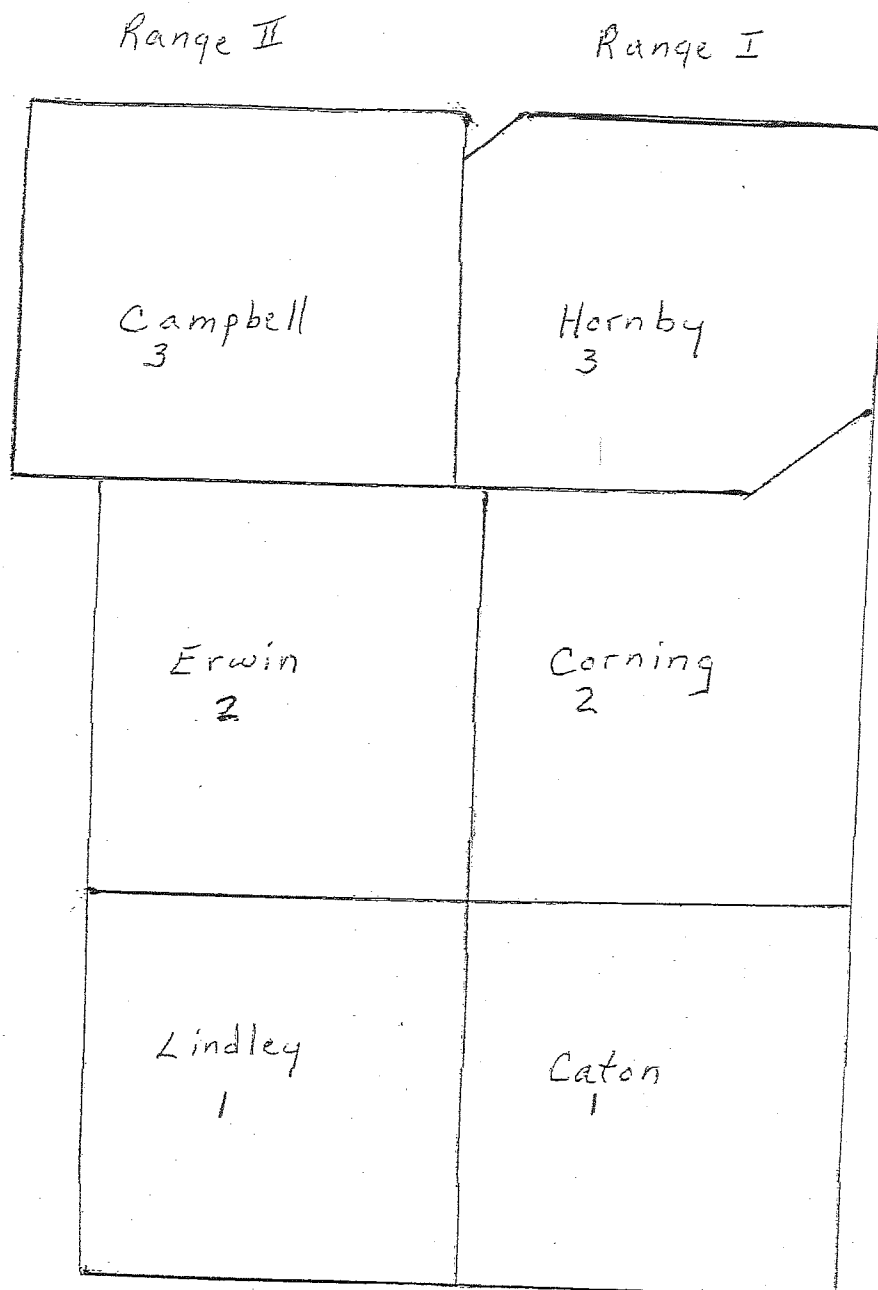 Range II
Range I
Campbell
3
Hornby
3
Erwin
2
Corning
2
Lindley
1
Caton
1